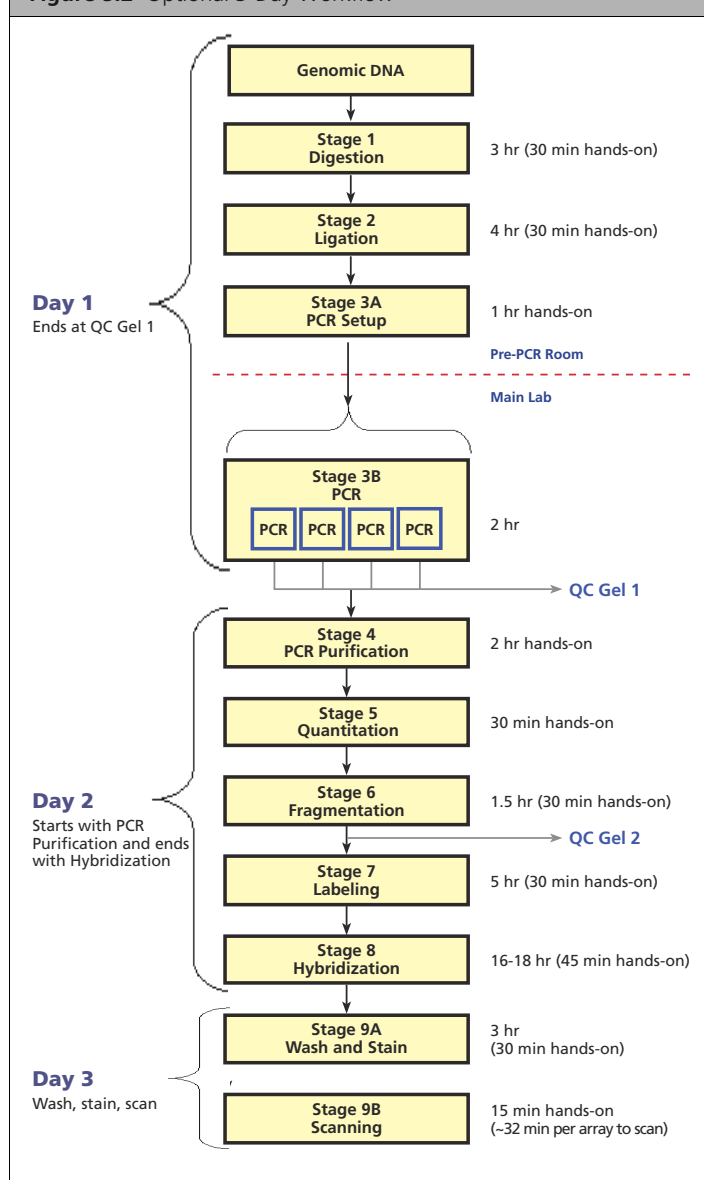 Genomic DNA
Stage 1
Digestion
3 hr (30 min hands-on)
Stage 2
Ligation
4 hr (30 min hands-on)
Day 1
Ends at QC Gel 1
Stage 3A
PCR Setup
1 hr hands-on
Pre-PCR Room
Main Lab
Stage 3B
PCR
PCR PCR PCR PCR
2 hr
QC Gel 1
Stage 4
PCR Purification
2 hr hands-on
Stage 5
Quantitation
30 min hands-on
Day 2
Starts with PCR
Purification and ends
with Hybridization
Stage 6
Fragmentation
1.5 hr (30 min hands-on)
QC Gel 2
Stage 7
Labeling
5 hr (30 min hands-on)
Stage 8
Hybridization
16-18 hr (45 min hands-on)
Stage 9A
Wash and Stain
3 hr
(30 min hands-on)
Day 3
Wash, stain, scan
Stage 9B
Scanning
15 min hands-on
(~32 min per array to scan)